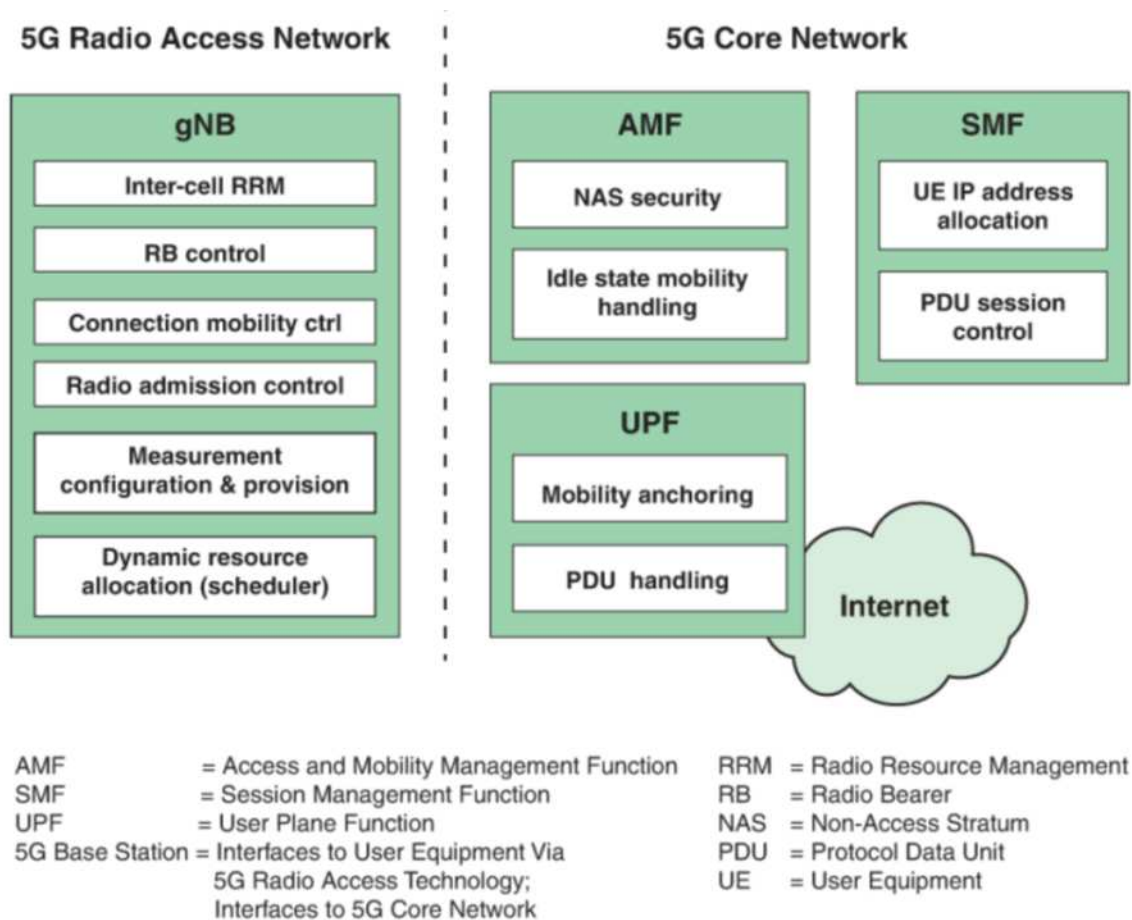 5G Radio Access Network
5G Core Network
gNB
Inter-cell RRM
RB control
Connection mobility ctrl
Radio admission control
Measurement
configuration & provision
Dynamic resource
allocation (scheduler)
AMF
NAS security
Idle state mobility
handling
SMF
UE IP address
allocation
PDU session
control
UPF
Mobility anchoring
PDU handling
Internet
AMF = Access and Mobility Management Function
SMF = Session Management Function
UPF = User Plane Function
5G Base Station = Interfaces to User Equipment Via
5G Radio Access Technology;
Interfaces to 5G Core Network
RRM = Radio Resource Management
RB = Radio Bearer
NAS = Non-Access Stratum
PDU = Protocol Data Unit
UE = User Equipment